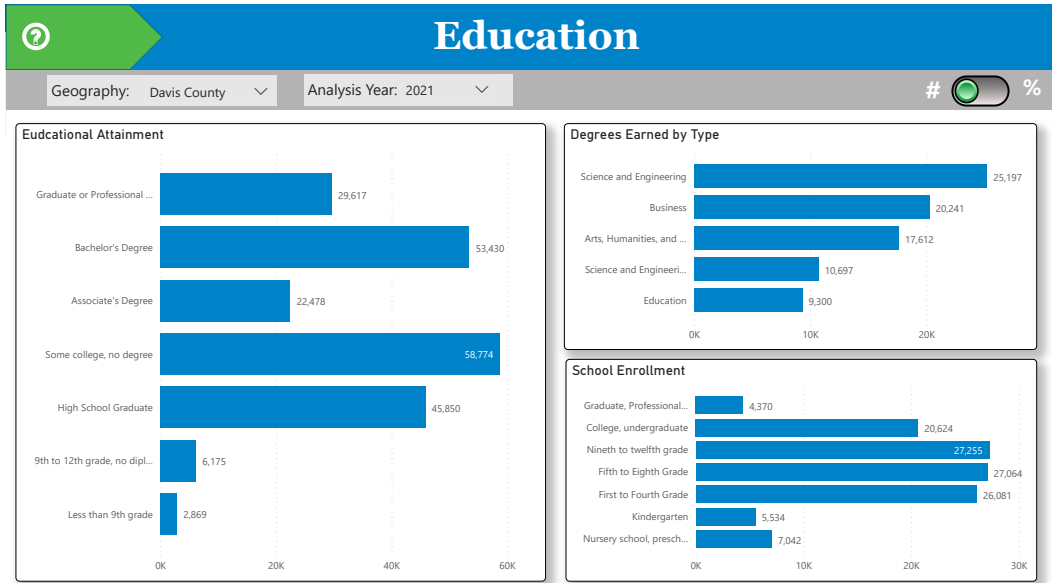 Education
Geography: Davis County
Analysis Year: 2021
# %
Eudcational Attainment
Graduate or Professional ... 29,617
Bachelor's Degree 53,430
Associate's Degree 22,478
Some college, no degree 58,774
High School Graduate 45,850
9th to 12th grade, no dipl... 6,175
Less than 9th grade 2,869
0K 20K 40K 60K
Degrees Earned by Type
Science and Engineering 25,197
Business 20,241
Arts, Humanities, and ... 17,612
Science and Engineeri... 10,697
Education 9,300
0K 10K 20K
School Enrollment
Graduate, Professional... 4,370
College, undergraduate 20,624
Nineth to twelfth grade 27,255
Fifth to Eighth Grade 27,064
First to Fourth Grade 26,081
Kindergarten 5,534
Nursery school, presch... 7,042
0K 10K 20K 30K